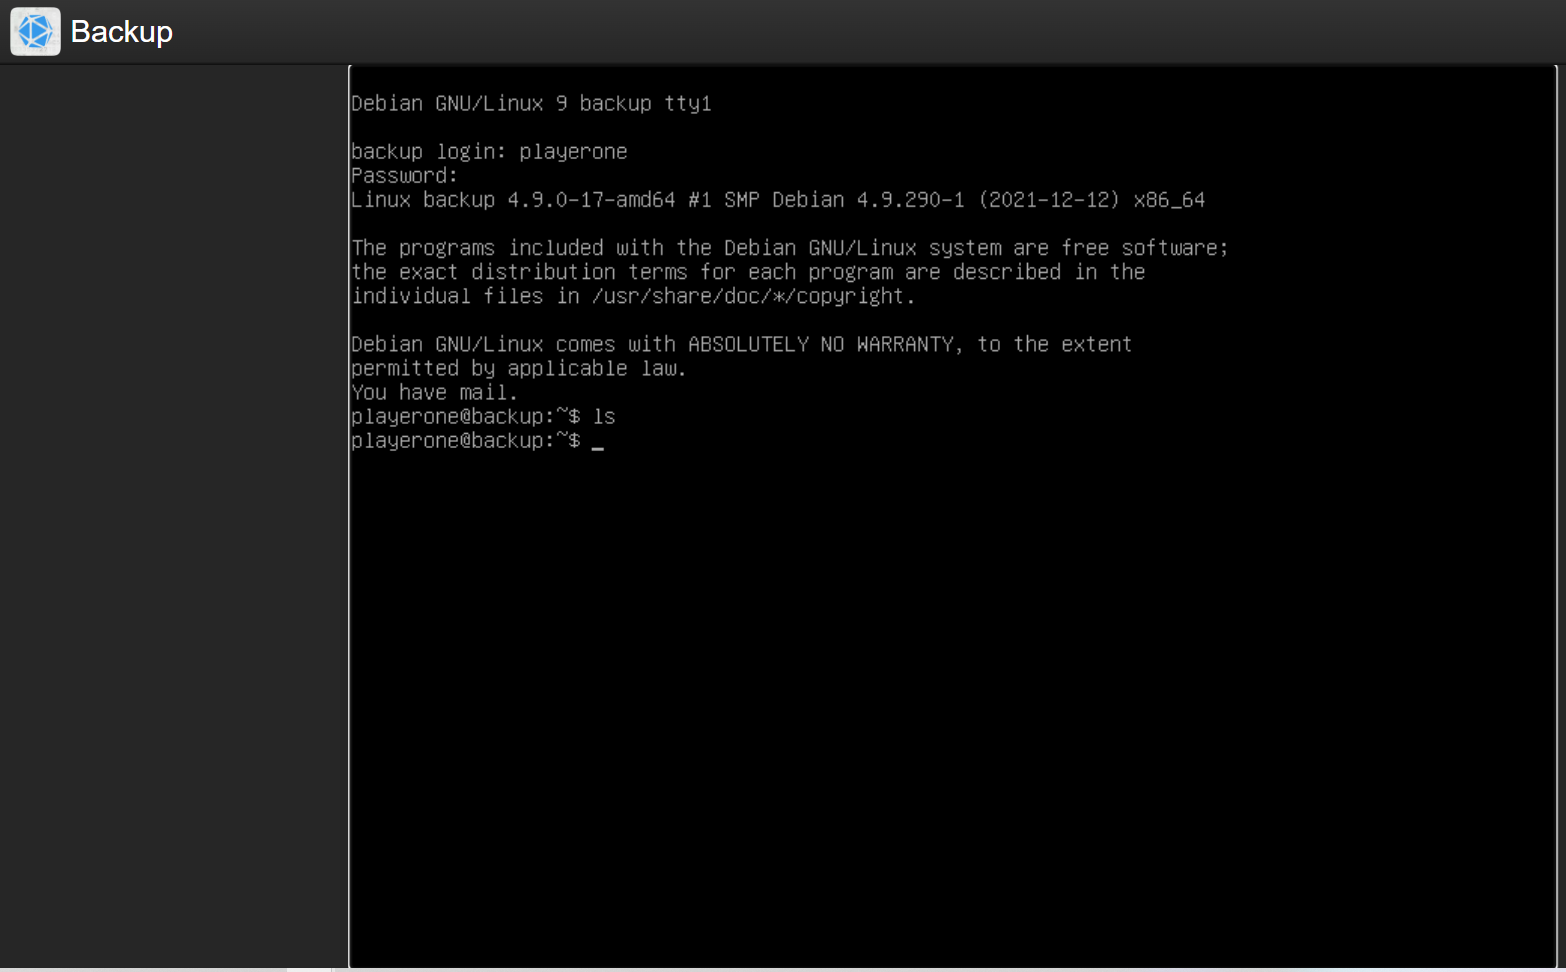 Backup
Debian GNU/Linux 9 backup tty1
backup login: playerone
Password:
Linux backup 4.9.0-17-amd64 #1 SMP Debian 4.9.290-1 (2021-12-12) x86_64
The programs included with the Debian GNU/Linux system are free software;
the exact distribution terms for each program are described in the
individual files in /usr/share/doc/*/copyright.
Debian GNU/Linux comes with ABSOLUTELY NO WARRANTY, to the extent
permitted by applicable law.
You have mail.
playerone@backup:~$ ls
playerone@backup:~$ _